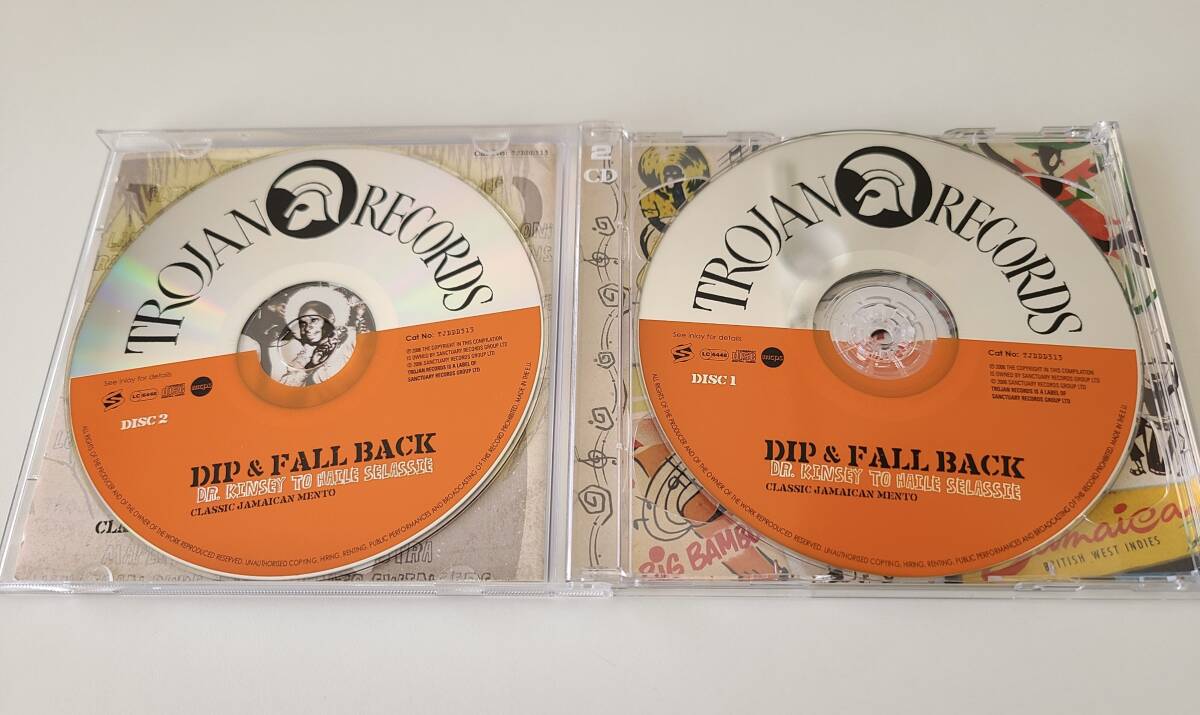 TROJAN RECORDS
Cat No: TJDDD313
See inlay for details
℗ 2006 THE COPYRIGHT IN THIS COMPILATION
IS OWNED BY SANCTUARY RECORDS GROUP LTD
© 2006 SANCTUARY RECORDS GROUP LTD
TROJAN RECORDS IS A LABEL OF
SANCTUARY RECORDS GROUP LTD
S
LC 6448
mcps
DISC 2
DIP & FALL BACK
DR. KINSEY TO HAILE SELASSIE
CLASSIC JAMAICAN MENTO
ALL RIGHTS OF THE PRODUCER AND OF THE OWNER OF THE WORK REPRODUCED RESERVED. UNAUTHORISED COPYING, HIRING, RENTING, PUBLIC PERFORMANCES AND BROADCASTING OF THIS RECORD PROHIBITED. MADE IN THE E.U.
2
CD
TROJAN RECORDS
See inlay for details
Cat No: TJDDD313
℗ 2006 THE COPYRIGHT IN THIS COMPILATION
IS OWNED BY SANCTUARY RECORDS GROUP LTD
© 2006 SANCTUARY RECORDS GROUP LTD
TROJAN RECORDS IS A LABEL OF
SANCTUARY RECORDS GROUP LTD
S
LC 6448
mcps
DISC 1
DIP & FALL BACK
DR. KINSEY TO HAILE SELASSIE
CLASSIC JAMAICAN MENTO
ALL RIGHTS OF THE PRODUCER AND OF THE OWNER OF THE WORK REPRODUCED RESERVED. UNAUTHORISED COPYING, HIRING, RENTING, PUBLIC PERFORMANCES AND BROADCASTING OF THIS RECORD PROHIBITED. MADE IN THE E.U.
BIG BAMB
amaica
BRITISH WEST INDIES